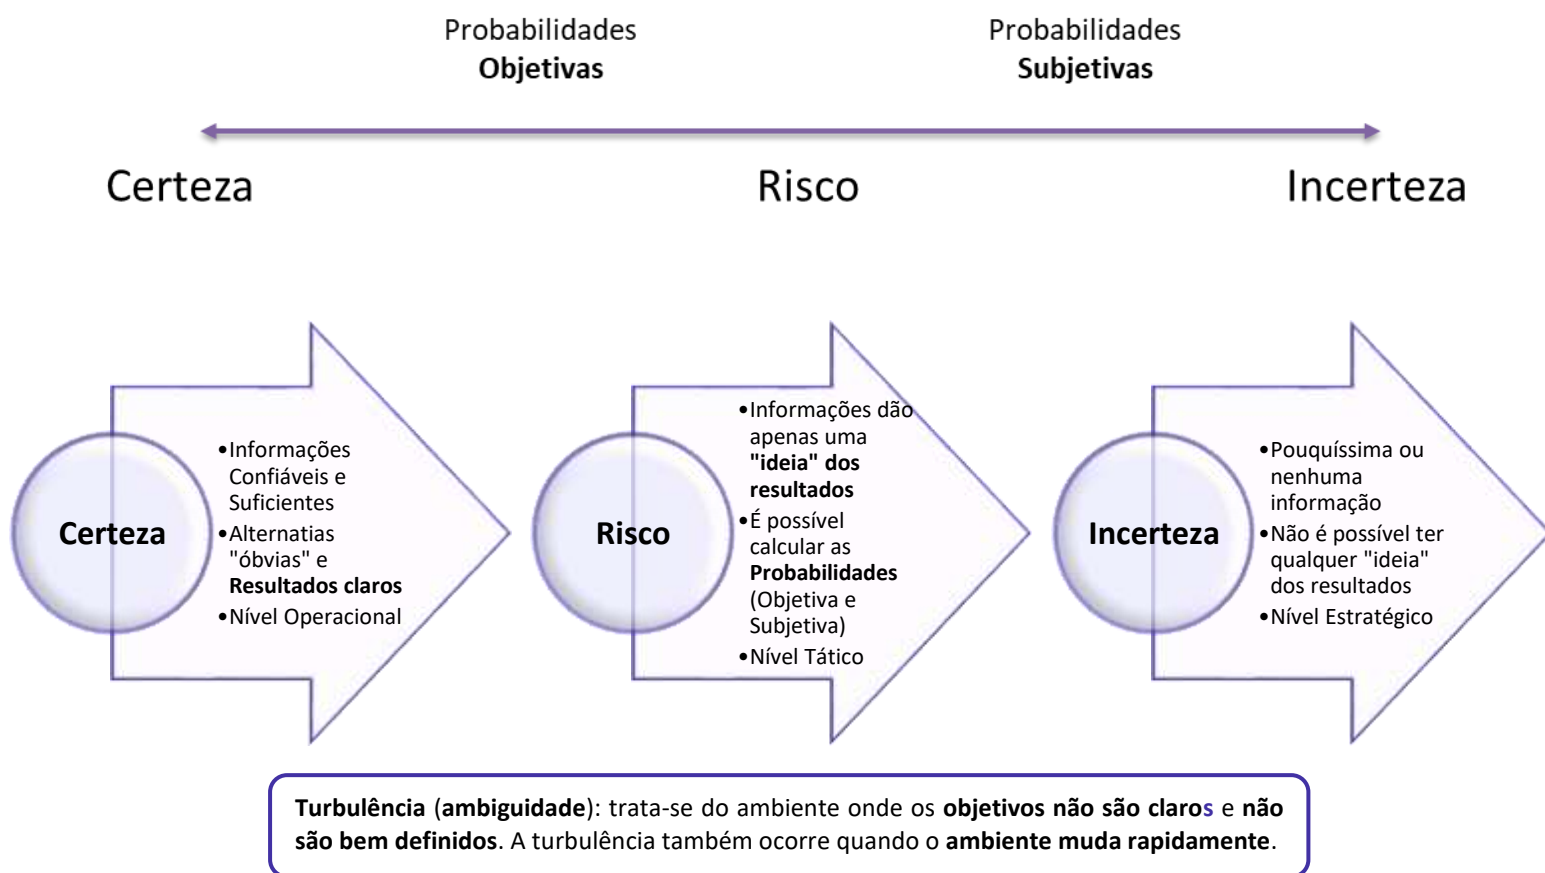 Probabilidades
Objetivas
Probabilidades
Subjetivas
Certeza
Risco
Incerteza
Certeza
•Informações
Confiáveis e
Suficientes
•Alternatias
"óbvias" e
Resultados claros
•Nível Operacional
Risco
•Informações dão
apenas uma
"ideia" dos
resultados
•É possível
calcular as
Probabilidades
(Objetiva e
Subjetiva)
•Nível Tático
Incerteza
•Pouquíssima ou
nenhuma
informação
•Não é possível ter
qualquer "ideia"
dos resultados
•Nível Estratégico
Turbulência (ambiguidade): trata-se do ambiente onde os objetivos não são claros e não
são bem definidos. A turbulência também ocorre quando o ambiente muda rapidamente.